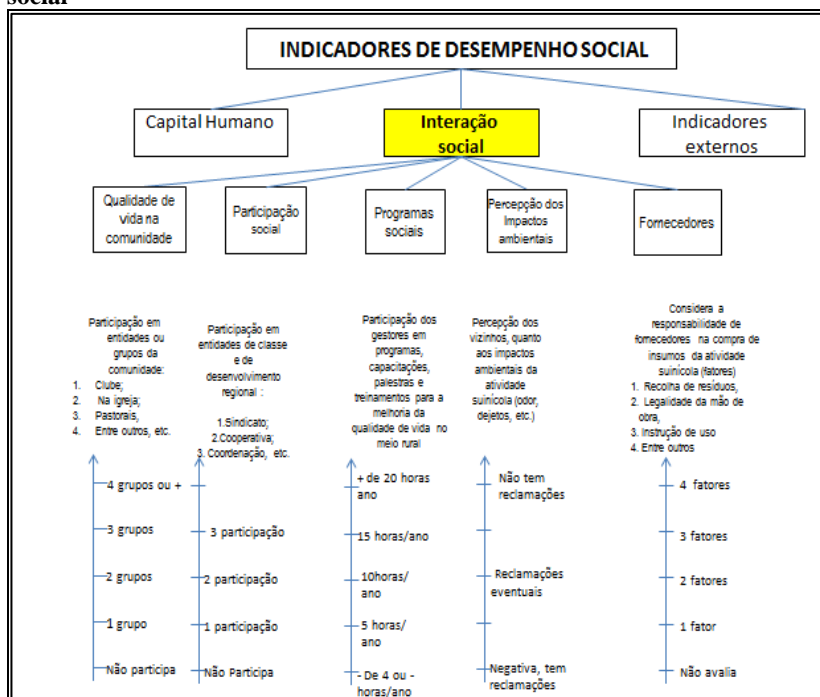 social
INDICADORES DE DESEMPENHO SOCIAL
Capital Humano
Interação
social
Indicadores
externos
Qualidade de
vida na
comunidade
Participação
social
Programas
sociais
Percepção dos
Impactos
ambientais
Fornecedores
Participação em
entidades ou
grupos da
comunidade:
1. Clube;
2. Na igreja;
3. Pastorais,
4. Entre outros, etc.
Participação em
entidades de classe
e de
desenvolvimento
regional :
1.Sindicato;
2.Cooperativa;
3. Coordenação, etc.
Participação dos
gestores em
programas,
capacitações,
palestras e
treinamentos para a
melhoria da
qualidade de vida no
meio rural
Percepção dos
vizinhos, quanto
aos impactos
ambientais da
atividade
suinícola (odor,
dejetos, etc.)
Considera a
responsabilidade de
fornecedores na compra de
insumos da atividade
suinícola (fatores)
1. Recolha de resíduos,
2. Legalidade da mão de
obra,
3. Instrução de uso
4. Entre outros
4 grupos ou +
3 grupos
2 grupos
1 grupo
Não participa
3 participação
2 participação
1 participação
Não Participa
+ de 20 horas
ano
15 horas/ano
10horas/
ano
5 horas/
ano
- De 4 ou -
horas/ano
Não tem
reclamações
Reclamações
eventuais
Negativa, tem
reclamações
4 fatores
3 fatores
2 fatores
1 fator
Não avalia